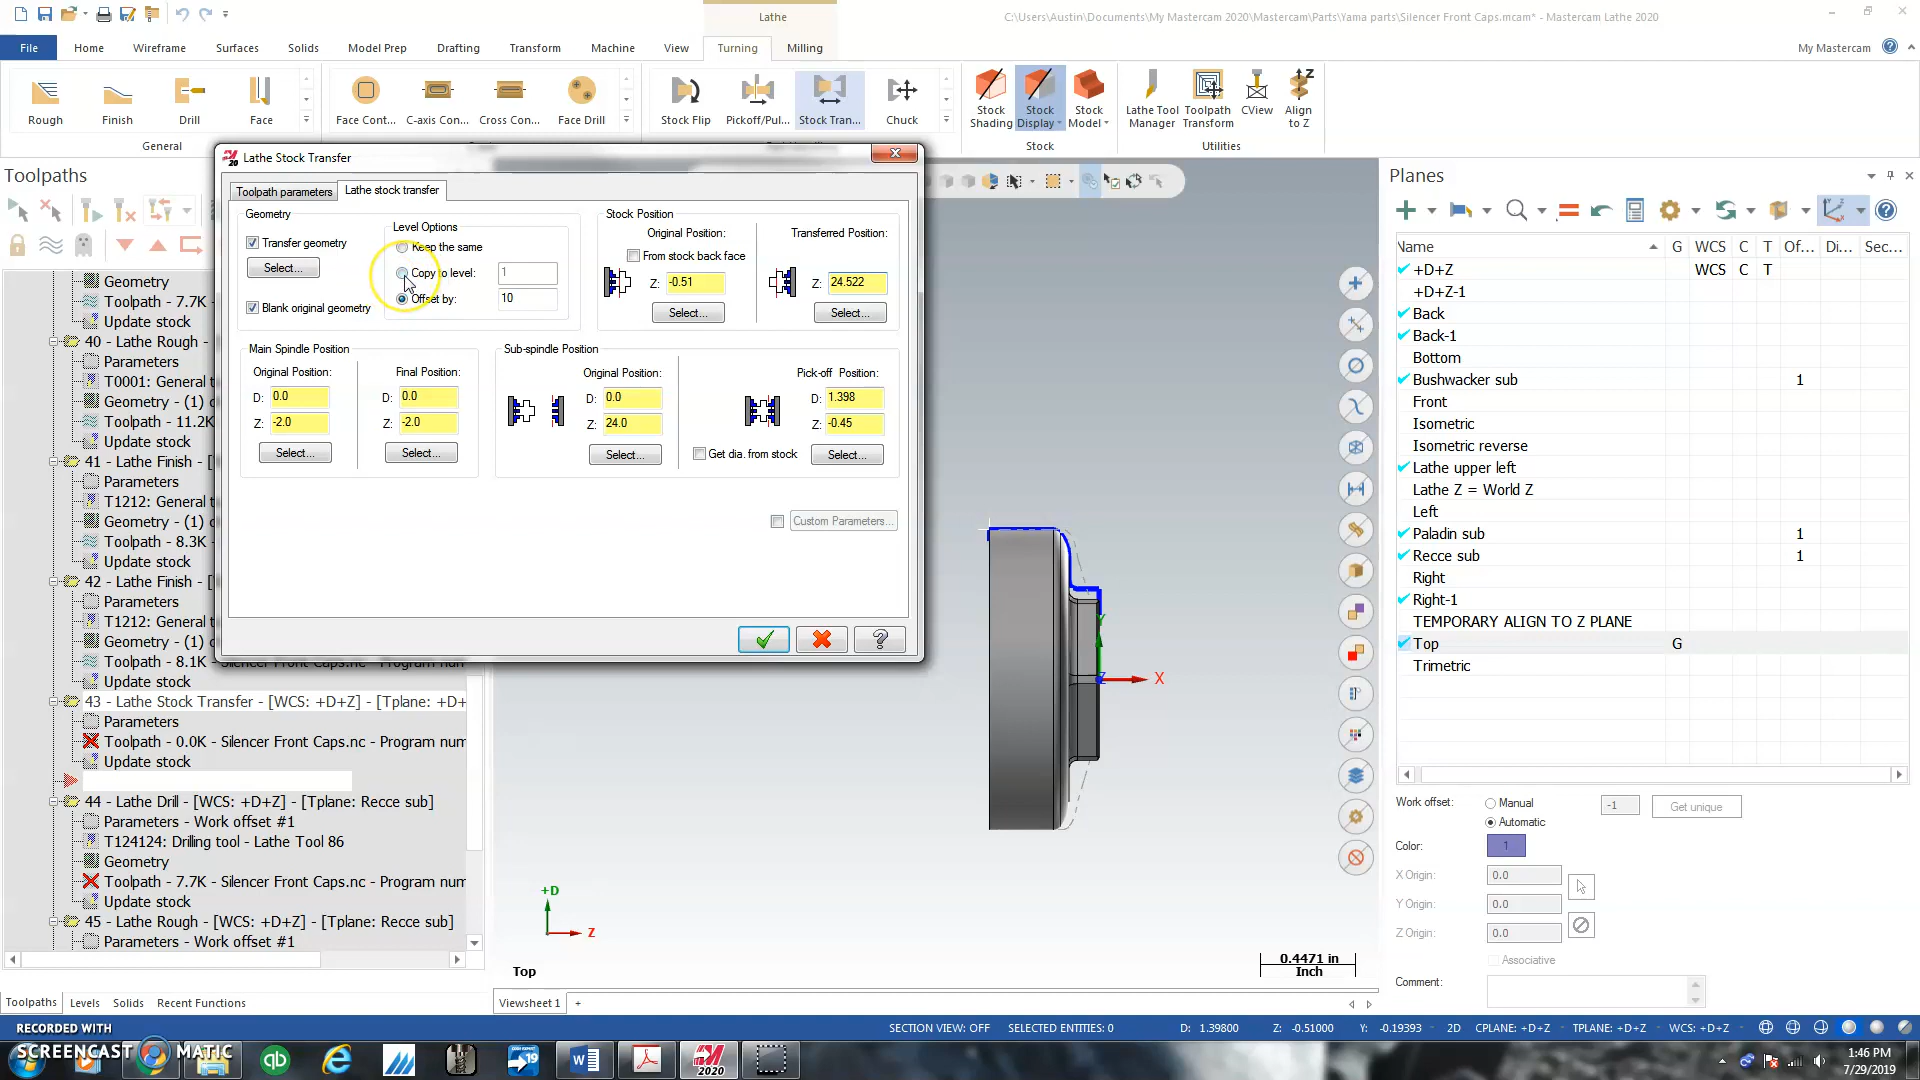 Lathe
C:\Users\Austin\Documents\My Mastercam 2020\Mastercam\Parts\Yama parts\Silencer Front Caps.mcam* - Mastercam Lathe 2020
File Home Wireframe Surfaces Solids Model Prep Drafting Transform Machine View Turning Milling My Mastercam
Rough Finish Drill Face Face Cont... C-axis Con... Cross Con... Face Drill Stock Flip Pickoff/Pul... Stock Tran... Chuck
Stock Shading Stock Display Stock Model Lathe Tool Manager Toolpath Transform CView Align to Z
General Stock Utilities
Toolpaths
Lathe Stock Transfer
Planes
Toolpath parameters Lathe stock transfer
Geometry
Level Options
Transfer geometry
Keep the same
Select...
Copy to level: 1
Blank original geometry
Offset by: 10
Stock Position
Original Position: Transferred Position:
From stock back face
Z: -0.51 Z: 24.522
Select... Select...
Main Spindle Position
Original Position: Final Position:
D: 0.0 D: 0.0
Z: -2.0 Z: -2.0
Select... Select...
Sub-spindle Position
Original Position: Pick-off Position:
D: 0.0 D: 1.398
Z: 24.0 Z: -0.45
Select... Get dia. from stock Select...
Custom Parameters...
Geometry
Toolpath - 7.7K -
Update stock
40 - Lathe Rough -
Parameters
T0001: General t
Geometry - (1) c
Toolpath - 11.2K
Update stock
41 - Lathe Finish - [
Parameters
T1212: General t
Geometry - (1) c
Toolpath - 8.3K -
Update stock
42 - Lathe Finish - [
Parameters
T1212: General t
Geometry - (1) c
Toolpath - 8.1K - Silencer Front Caps.nc - Program num
Update stock
43 - Lathe Stock Transfer - [WCS: +D+Z] - [Tplane: +D+
Parameters
Toolpath - 0.0K - Silencer Front Caps.nc - Program num
Update stock
44 - Lathe Drill - [WCS: +D+Z] - [Tplane: Recce sub]
Parameters - Work offset #1
T124124: Drilling tool - Lathe Tool 86
Geometry
Toolpath - 7.7K - Silencer Front Caps.nc - Program num
Update stock
45 - Lathe Rough - [WCS: +D+Z] - [Tplane: Recce sub]
Parameters - Work offset #1
Toolpaths Levels Solids Recent Functions
Y
Z
X
+D
Z
Top
0.4471 in
Inch
Viewsheet 1 +
Name G WCS C T Of... Di... Sec...
+D+Z WCS C T
+D+Z-1
Back
Back-1
Bottom
Bushwacker sub 1
Front
Isometric
Isometric reverse
Lathe upper left
Lathe Z = World Z
Left
Paladin sub 1
Recce sub 1
Right
Right-1
TEMPORARY ALIGN TO Z PLANE
Top G
Trimetric
Work offset: Manual -1 Get unique
Automatic
Color: 1
X Origin: 0.0
Y Origin: 0.0
Z Origin: 0.0
Associative
Comment:
SECTION VIEW: OFF SELECTED ENTITIES: 0 D: 1.39800 Z: -0.51000 Y: -0.19393 2D CPLANE: +D+Z TPLANE: +D+Z WCS: +D+Z
RECORDED WITH
SCREENCAST MATIC
19
2020
1:46 PM
7/29/2019